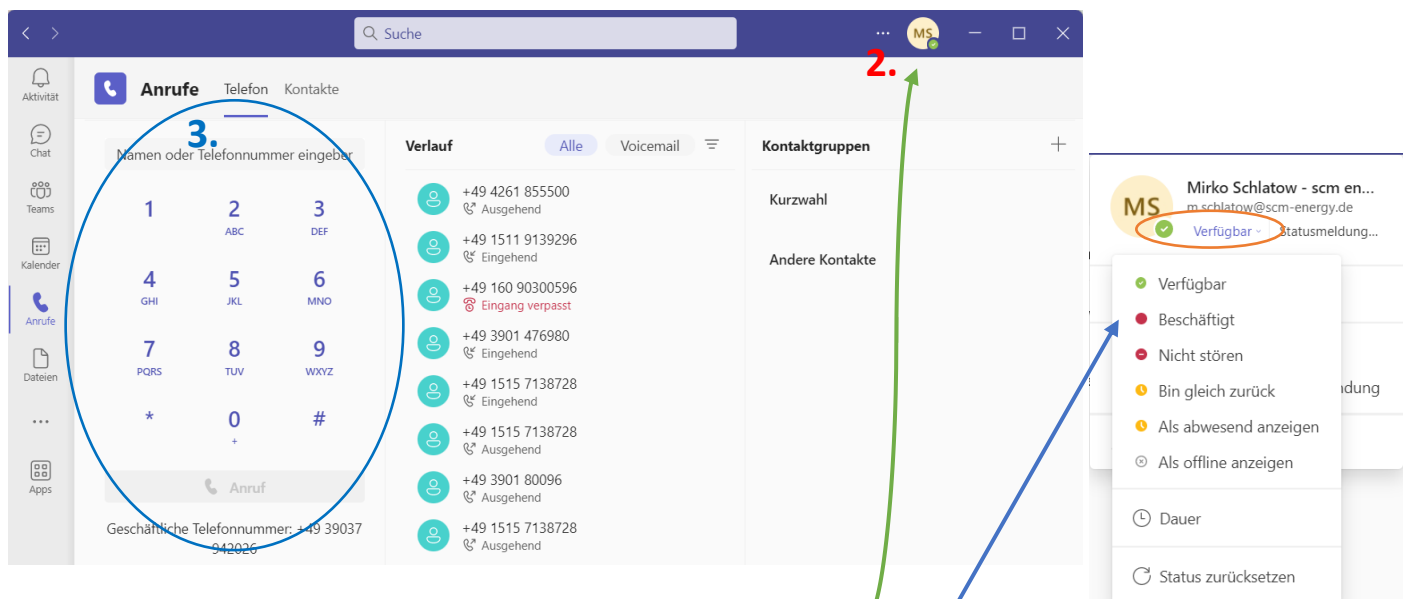 Suche
MS
2.
Aktivität
Chat
Teams
Kalender
Anrufe
Dateien
Apps
Anrufe Telefon Kontakte
3.
Namen oder Telefonnummer eingeber
1 2 3
ABC DEF
4 5 6
GHI JKL MNO
7 8 9
PQRS TUV WXYZ
* 0 #
+
Anruf
Geschäftliche Telefonnummer: +49 39037
942026
Verlauf Alle Voicemail
+49 4261 855500
Ausgehend
+49 1511 9139296
Eingehend
+49 160 90300596
Eingang verpasst
+49 3901 476980
Eingehend
+49 1515 7138728
Eingehend
+49 1515 7138728
Ausgehend
+49 3901 80096
Ausgehend
+49 1515 7138728
Ausgehend
Kontaktgruppen
Kurzwahl
Andere Kontakte
MS
Mirko Schlatow - scm en...
m.schlatow@scm-energy.de
Verfügbar Statusmeldung...
Verfügbar
Beschäftigt
Nicht stören
Bin gleich zurück
ndung
Als abwesend anzeigen
Als offline anzeigen
Dauer
Status zurücksetzen